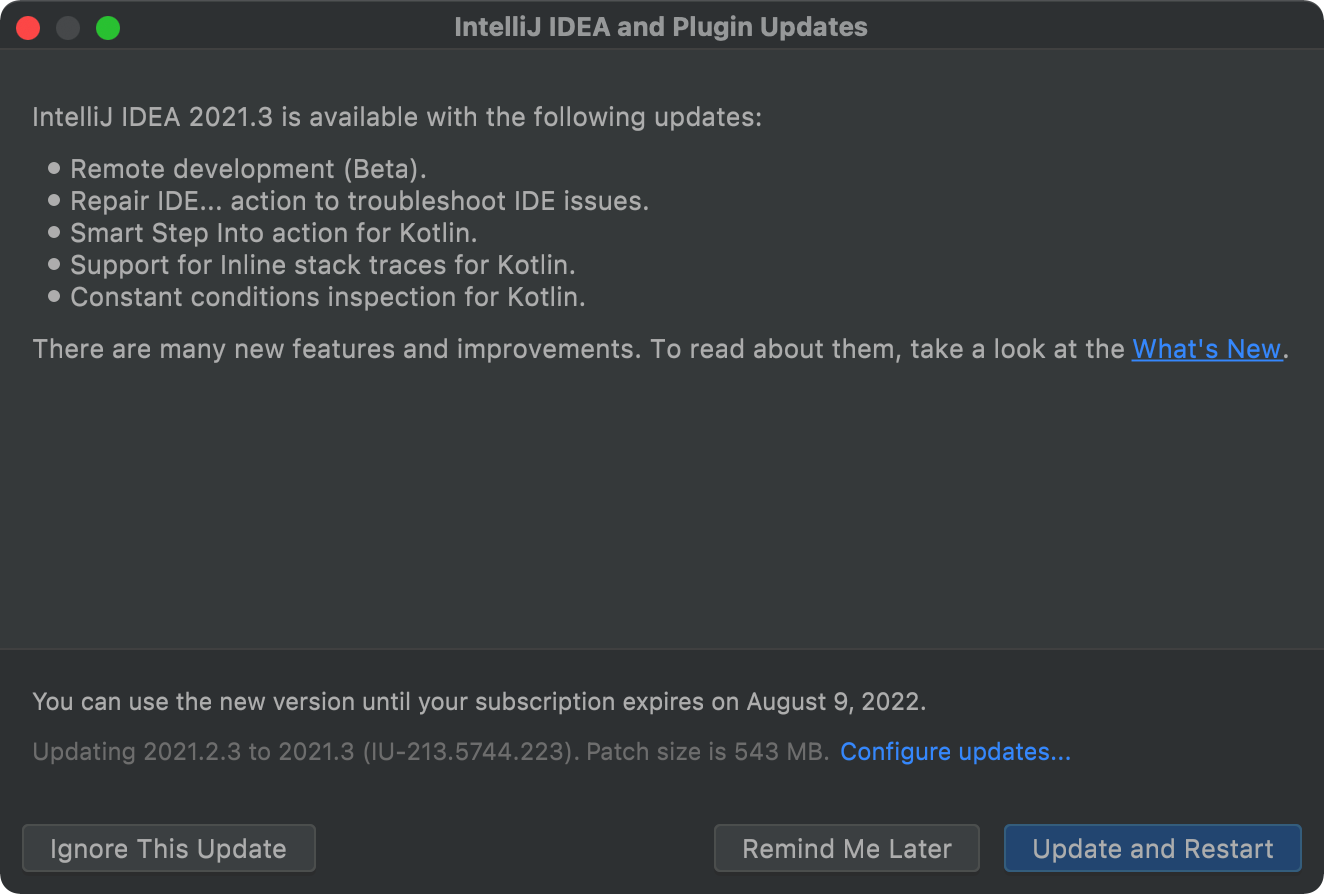 IntelliJ IDEA and Plugin Updates
IntelliJ IDEA 2021.3 is available with the following updates:
• Remote development (Beta).
• Repair IDE... action to troubleshoot IDE issues.
• Smart Step Into action for Kotlin.
• Support for Inline stack traces for Kotlin.
• Constant conditions inspection for Kotlin.
There are many new features and improvements. To read about them, take a look at the What's New.
You can use the new version until your subscription expires on August 9, 2022.
Updating 2021.2.3 to 2021.3 (IU-213.5744.223). Patch size is 543 MB. Configure updates...
Ignore This Update Remind Me Later Update and Restart